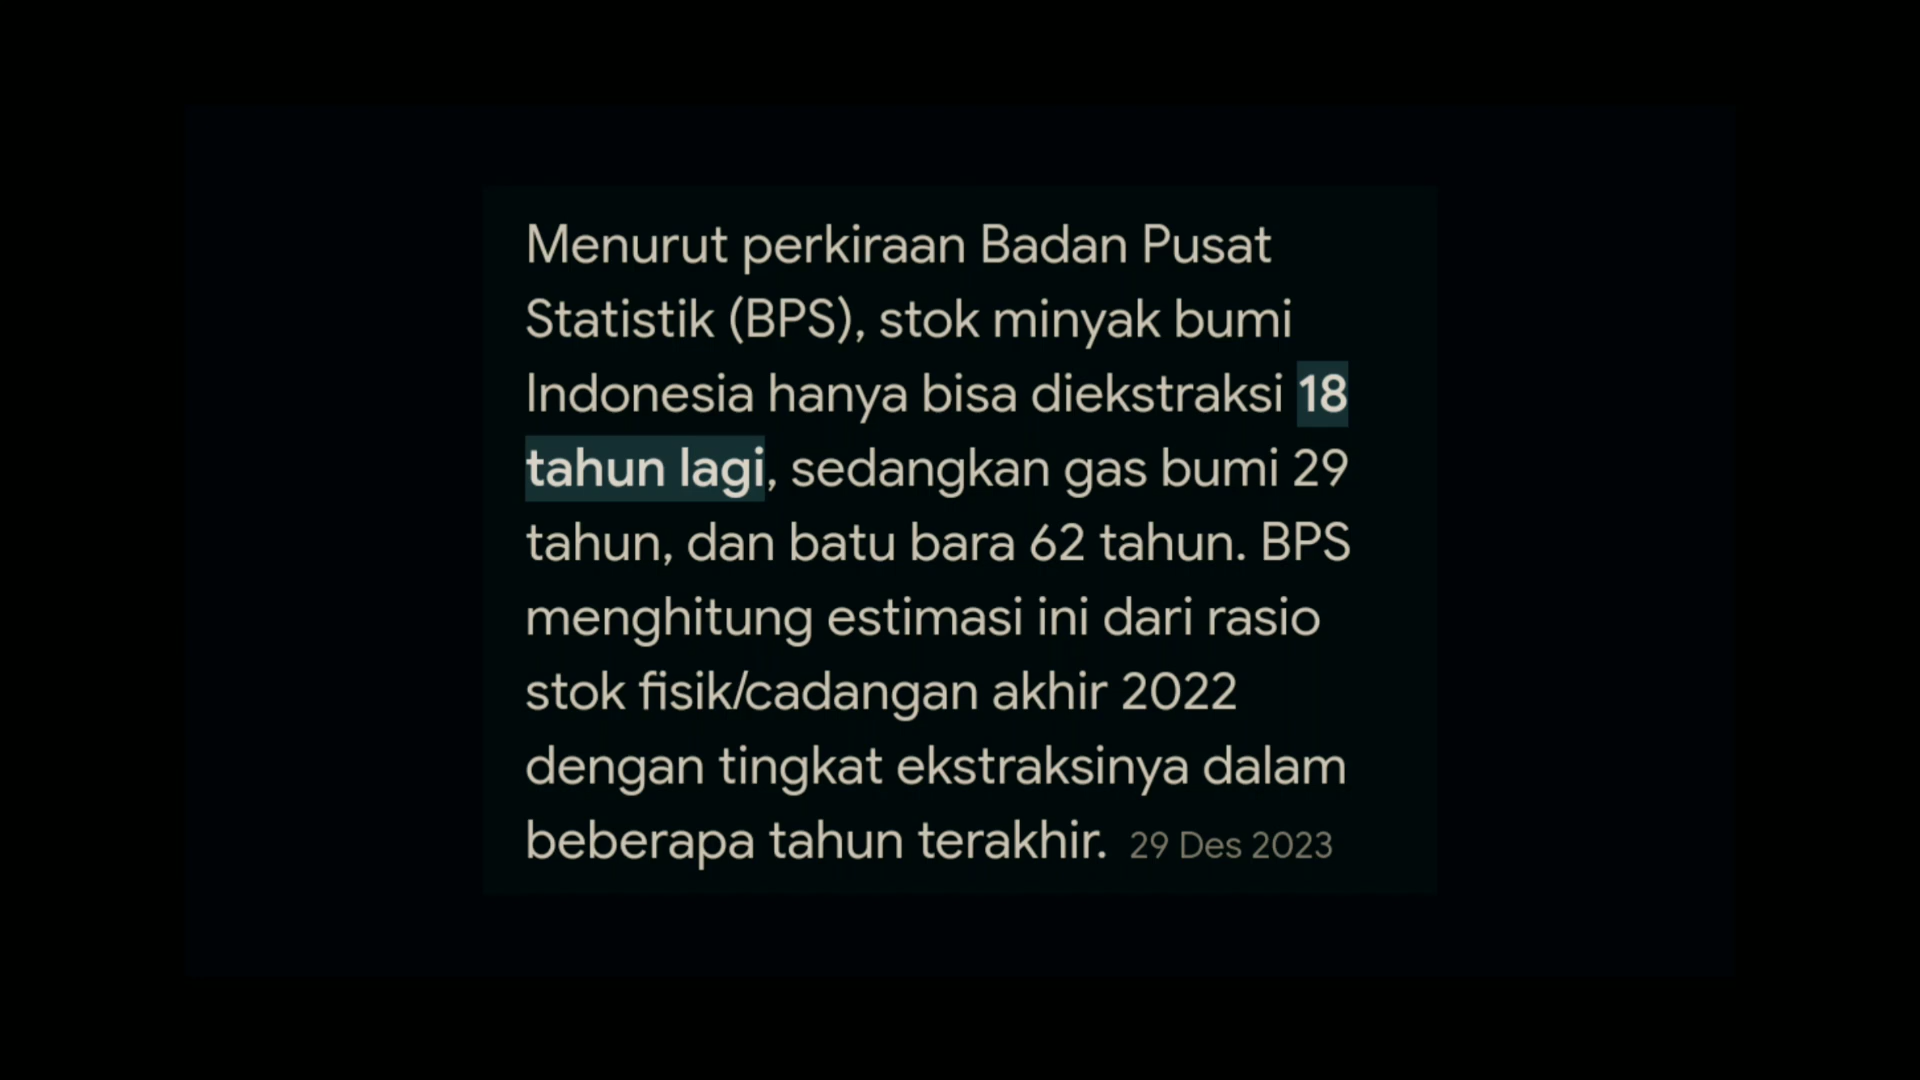 Menurut perkiraan Badan Pusat
Statistik (BPS), stok minyak bumi
Indonesia hanya bisa diekstraksi 18
tahun lagi, sedangkan gas bumi 29
tahun, dan batu bara 62 tahun. BPS
menghitung estimasi ini dari rasio
stok fisik/cadangan akhir 2022
dengan tingkat ekstraksinya dalam
beberapa tahun terakhir. 29 Des 2023